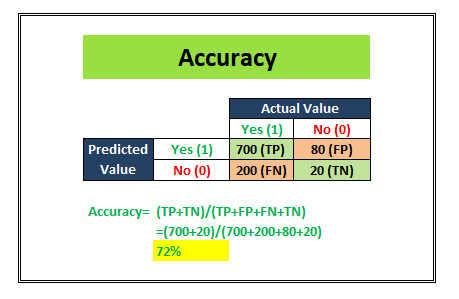 Accuracy
Actual Value
Yes (1) No (0)
Predicted Yes (1) 700 (TP) 80 (FP)
Value No (0) 200 (FN) 20 (TN)
Accuracy= (TP+TN)/(TP+FP+FN+TN)
=(700+20)/(700+200+80+20)
72%